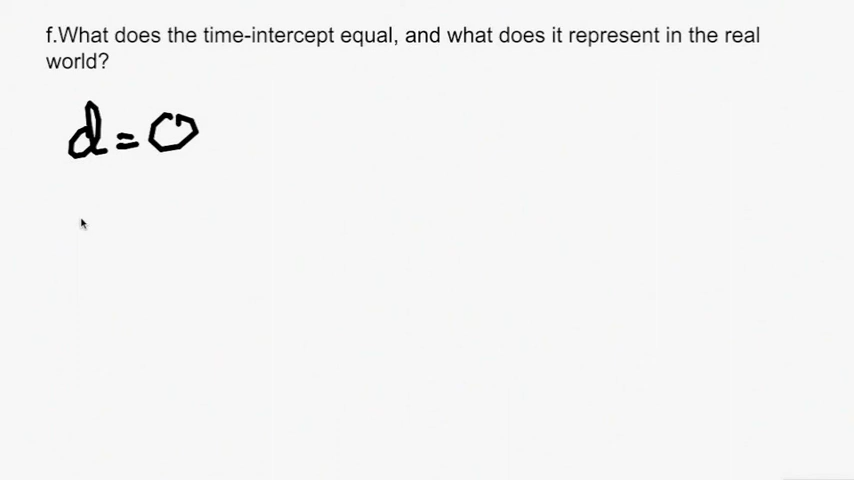 f.What does the time-intercept equal, and what does it represent in the real
world?
d=0